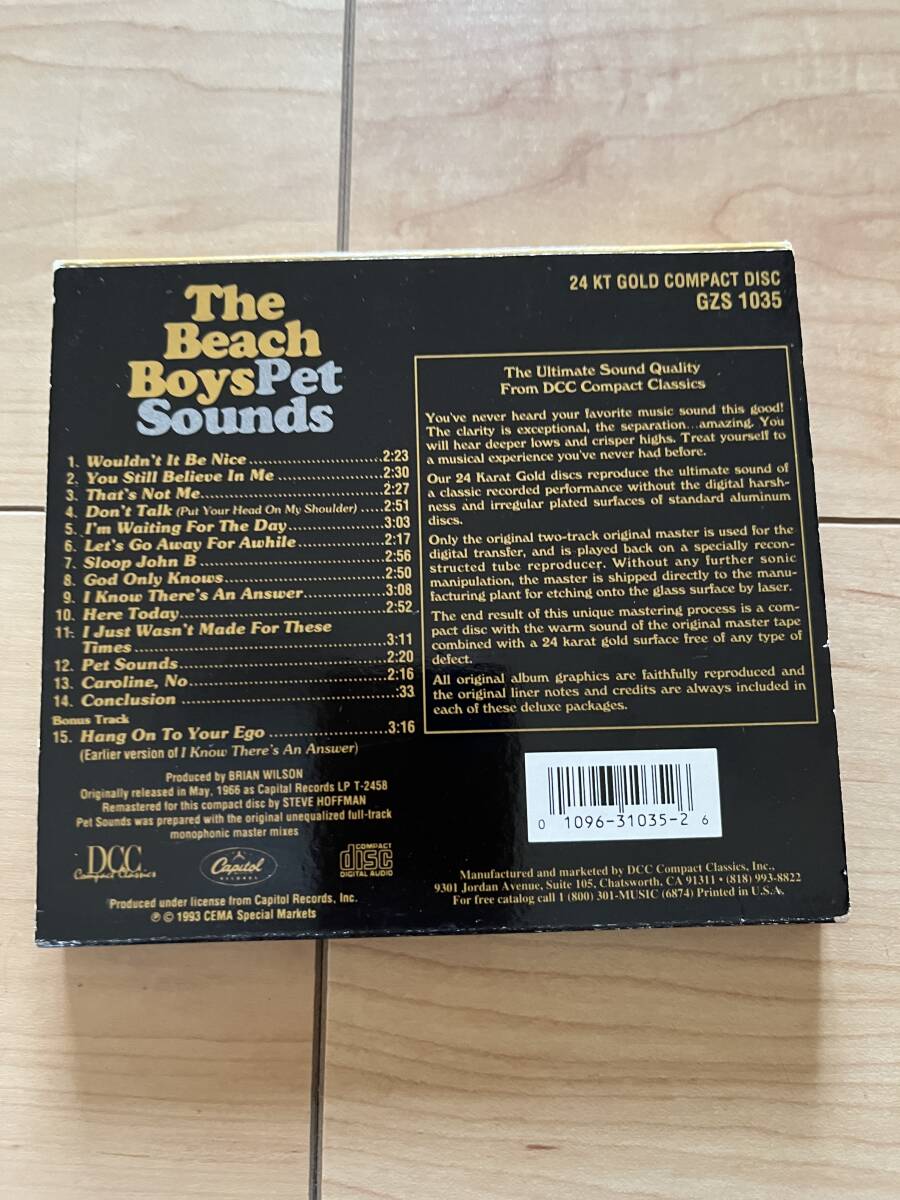 The
Beach
BoysPet
Sounds
1. Wouldn't It Be Nice 2:23
2. You Still Believe In Me 2:30
3. That's Not Me 2:27
4. Don't Talk (Put Your Head On My Shoulder) 2:51
5. I'm Waiting For The Day 3:03
6. Let's Go Away For Awhile 2:17
7. Sloop John B 2:56
8. God Only Knows 2:50
9. I Know There's An Answer 3:08
10. Here Today 2:52
11. I Just Wasn't Made For These
Times 3:11
12. Pet Sounds 2:20
13. Caroline, No 2:16
14. Conclusion :33
Bonus Track
15. Hang On To Your Ego 3:16
(Earlier version of I Know There's An Answer)
Produced by BRIAN WILSON
Originally released in May, 1966 as Capitol Records LP T-2458
Remastered for this compact disc by STEVE HOFFMAN
Pet Sounds was prepared with the original unequalized full-track
monophonic master mixes
DCC
Compact Classics
Capitol
RECORDS
COMPACT
disc
DIGITAL AUDIO
Produced under license from Capitol Records, Inc.
℗ © 1993 CEMA Special Markets
24 KT GOLD COMPACT DISC
GZS 1035
The Ultimate Sound Quality
From DCC Compact Classics
You've never heard your favorite music sound this good!
The clarity is exceptional, the separation...amazing. You
will hear deeper lows and crisper highs. Treat yourself to
a musical experience you've never had before.
Our 24 Karat Gold discs reproduce the ultimate sound of
a classic recorded performance without the digital harsh-
ness and irregular plated surfaces of standard aluminum
discs.
Only the original two-track original master is used for the
digital transfer, and is played back on a specially recon-
structed tube reproducer. Without any further sonic
manipulation, the master is shipped directly to the manu-
facturing plant for etching onto the glass surface by laser.
The end result of this unique mastering process is a com-
pact disc with the warm sound of the original master tape
combined with a 24 karat gold surface free of any type of
defect.
All original album graphics are faithfully reproduced and
the original liner notes and credits are always included in
each of these deluxe packages.
0 1096-31035-2 6
Manufactured and marketed by DCC Compact Classics, Inc.,
9301 Jordan Avenue, Suite 105, Chatsworth, CA 91311 • (818) 993-8822
For free catalog call 1 (800) 301-MUSIC (6874) Printed in U.S.A.